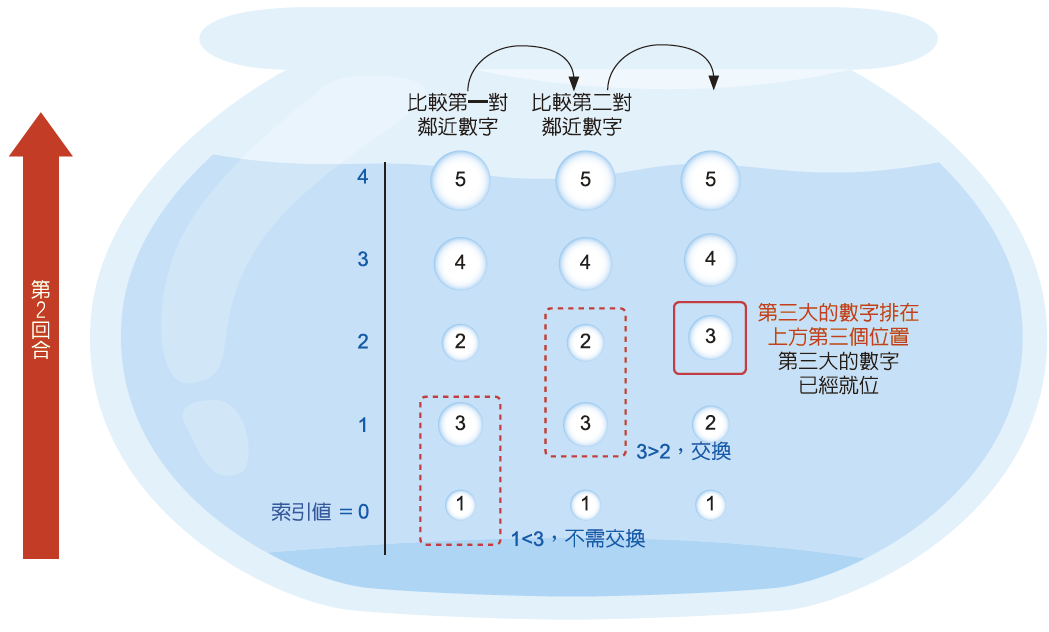 比較第一對
鄰近數字
比較第二對
鄰近數字
第2回合
4
5
5
5
3
4
4
4
2
2
2
3
第三大的數字排在
上方第三個位置
第三大的數字
已經就位
1
3
3
2
3>2，交換
索引值 = 0
1
1
1
1<3，不需交換